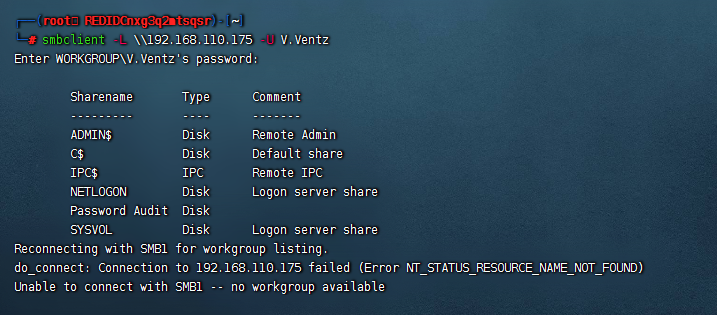 (root㉿REDIDCnxg3q2mtsqsr)-[~]
# smbclient -L \\192.168.110.175 -U V.Ventz
Enter WORKGROUP\V.Ventz's password:
Sharename Type Comment
--------- ---- -------
ADMIN$ Disk Remote Admin
C$ Disk Default share
IPC$ IPC Remote IPC
NETLOGON Disk Logon server share
Password Audit Disk
SYSVOL Disk Logon server share
Reconnecting with SMB1 for workgroup listing.
do_connect: Connection to 192.168.110.175 failed (Error NT_STATUS_RESOURCE_NAME_NOT_FOUND)
Unable to connect with SMB1 -- no workgroup available